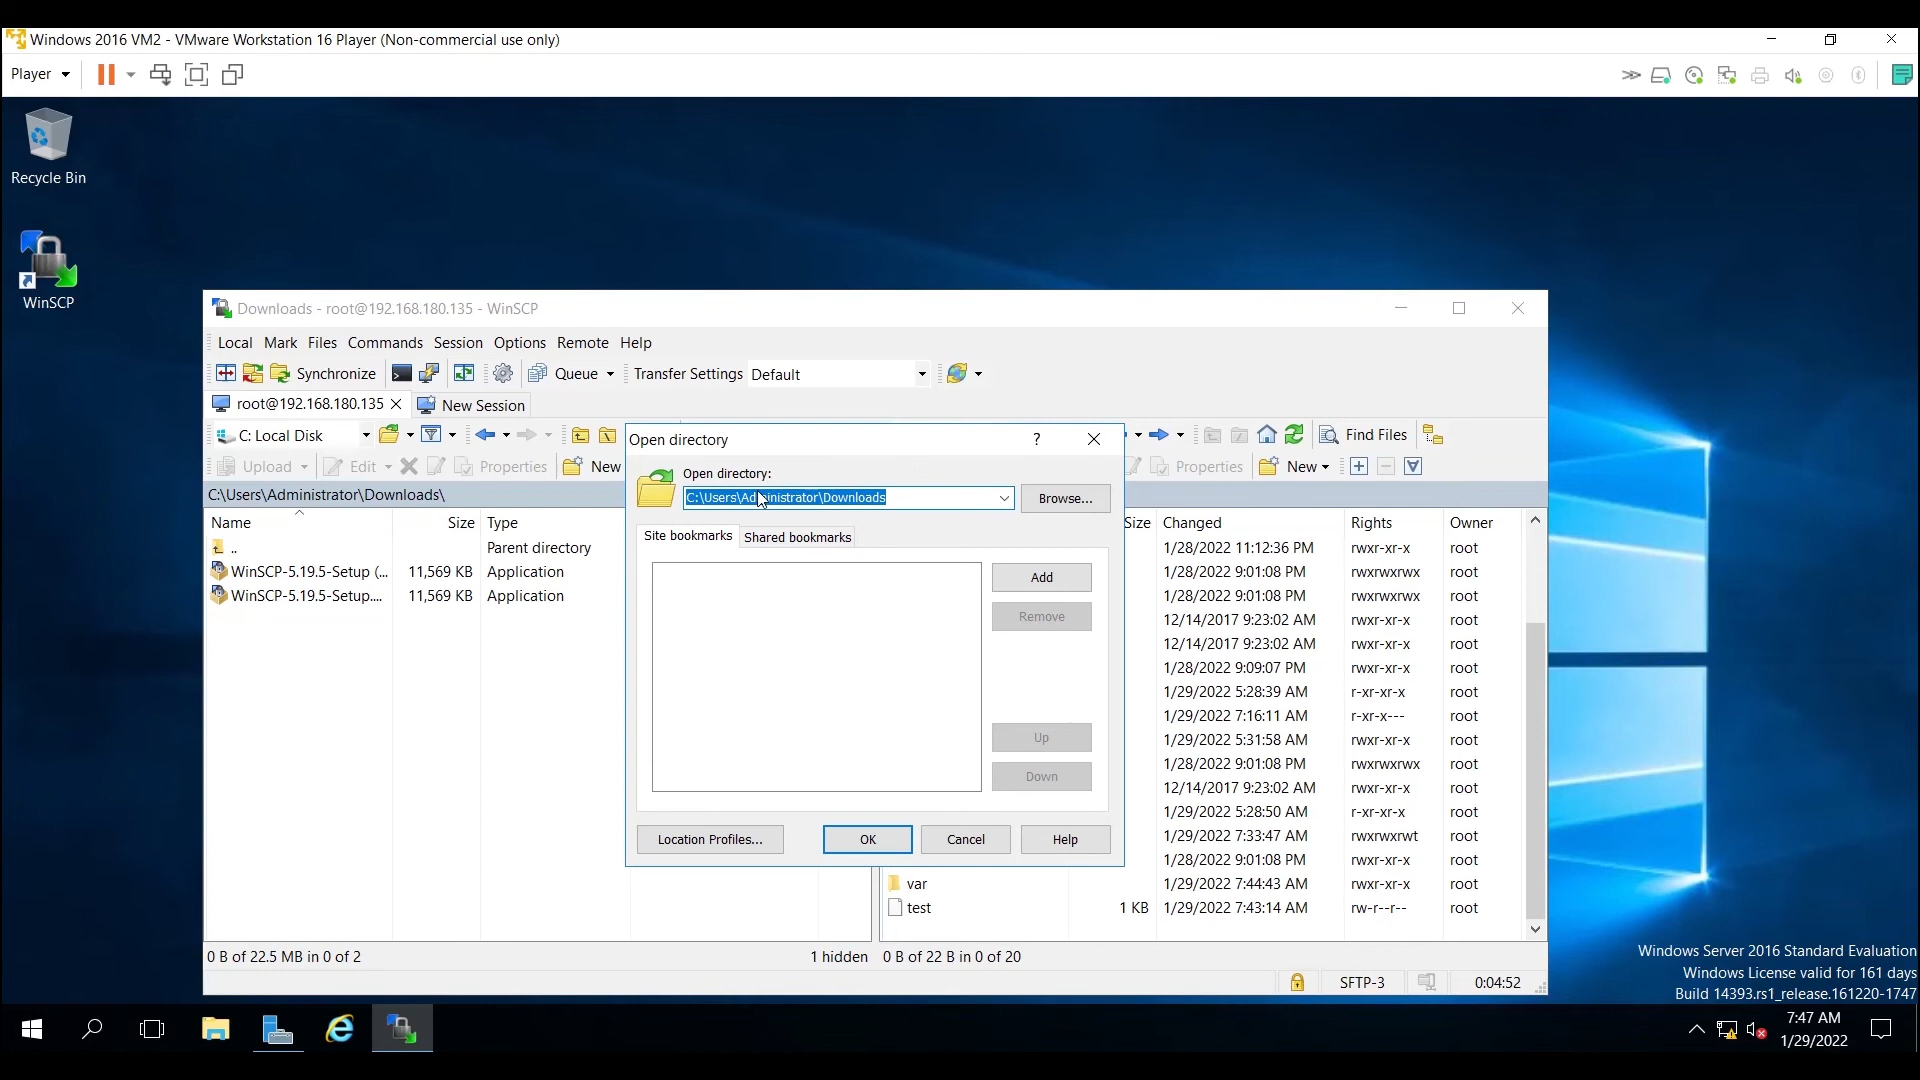 Windows 2016 VM2 - VMware Workstation 16 Player (Non-commercial use only)
Player
Recycle Bin
WinSCP
Downloads - root@192.168.180.135 - WinSCP
Local Mark Files Commands Session Options Remote Help
Synchronize Queue Transfer Settings Default
root@192.168.180.135 New Session
C: Local Disk
Find Files
Upload Edit Properties New
Properties New
C:\Users\Administrator\Downloads\
Name Size Type
.. Parent directory
WinSCP-5.19.5-Setup (... 11,569 KB Application
WinSCP-5.19.5-Setup.... 11,569 KB Application
Open directory
?
Open directory:
C:\Users\Administrator\Downloads
Browse...
Site bookmarks
Shared bookmarks
Add
Remove
Up
Down
Location Profiles...
OK
Cancel
Help
Size Changed Rights Owner
1/28/2022 11:12:36 PM rwxr-xr-x root
1/28/2022 9:01:08 PM rwxrwxrwx root
1/28/2022 9:01:08 PM rwxrwxrwx root
12/14/2017 9:23:02 AM rwxr-xr-x root
12/14/2017 9:23:02 AM rwxr-xr-x root
1/28/2022 9:09:07 PM rwxr-xr-x root
1/29/2022 5:28:39 AM r-xr-xr-x root
1/29/2022 7:16:11 AM r-xr-x--- root
1/29/2022 5:31:58 AM rwxr-xr-x root
1/28/2022 9:01:08 PM rwxrwxrwx root
12/14/2017 9:23:02 AM rwxr-xr-x root
1/29/2022 5:28:50 AM r-xr-xr-x root
1/29/2022 7:33:47 AM rwxrwxrwt root
1/28/2022 9:01:08 PM rwxr-xr-x root
var 1/29/2022 7:44:43 AM rwxr-xr-x root
test 1 KB 1/29/2022 7:43:14 AM rw-r--r-- root
0 B of 22.5 MB in 0 of 2
1 hidden
0 B of 22 B in 0 of 20
SFTP-3
0:04:52
Windows Server 2016 Standard Evaluation
Windows License valid for 161 days
Build 14393.rs1_release.161220-1747
7:47 AM
1/29/2022